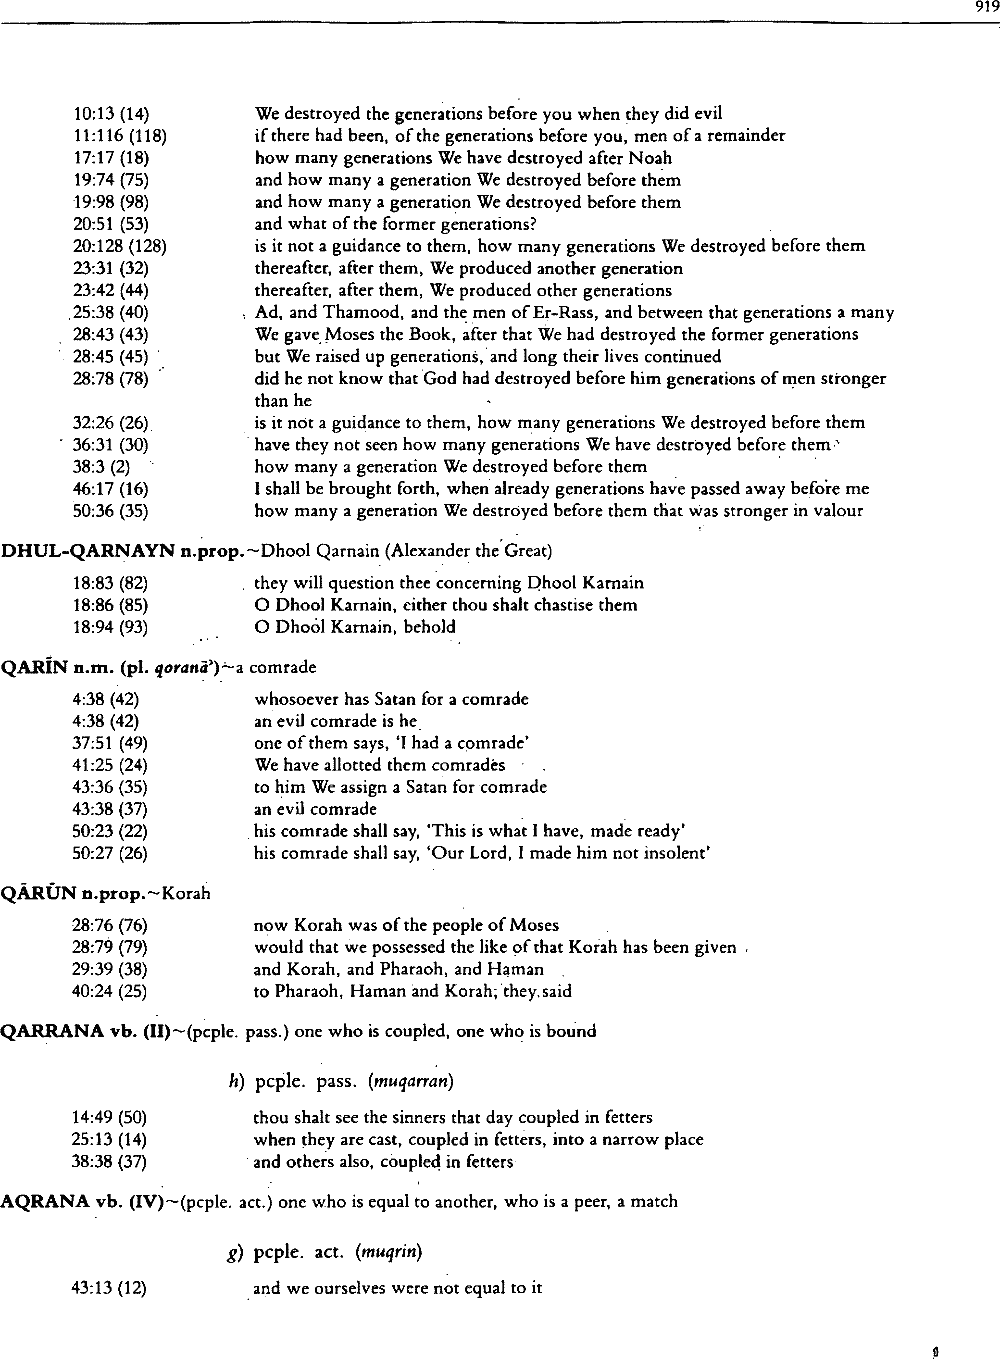 919
10:13 (14) We destroyed the generations before you when they did evil
11:116 (118) if there had been, of the generations before you, men of a remainder
17:17 (18) how many generations We have destroyed after Noah
19:74 (75) and how many a generation We destroyed before them
19:98 (98) and how many a generation We destroyed before them
20:51 (53) and what of the former generations?
20:128 (128) is it not a guidance to them, how many generations We destroyed before them
23:31 (32) thereafter, after them, We produced another generation
23:42 (44) thereafter, after them, We produced other generations
25:38 (40) Ad, and Thamood, and the men of Er-Rass, and between that generations a many
28:43 (43) We gave Moses the Book, after that We had destroyed the former generations
28:45 (45) but We raised up generations, and long their lives continued
28:78 (78) did he not know that God had destroyed before him generations of men stronger
than he
32:26 (26) is it not a guidance to them, how many generations We destroyed before them
36:31 (30) have they not seen how many generations We have destroyed before them
38:3 (2) how many a generation We destroyed before them
46:17 (16) I shall be brought forth, when already generations have passed away before me
50:36 (35) how many a generation We destroyed before them that was stronger in valour
DHUL-QARNAYN n.prop.~Dhool Qarnain (Alexander the Great)
18:83 (82) they will question thee concerning Dhool Karnain
18:86 (85) O Dhool Karnain, either thou shalt chastise them
18:94 (93) O Dhool Karnain, behold
QARĪN n.m. (pl. qoranā’)~a comrade
4:38 (42) whosoever has Satan for a comrade
4:38 (42) an evil comrade is he
37:51 (49) one of them says, ‘I had a comrade’
41:25 (24) We have allotted them comrades
43:36 (35) to him We assign a Satan for comrade
43:38 (37) an evil comrade
50:23 (22) his comrade shall say, ‘This is what I have, made ready’
50:27 (26) his comrade shall say, ‘Our Lord, I made him not insolent’
QĀRŪN n.prop.~Korah
28:76 (76) now Korah was of the people of Moses
28:79 (79) would that we possessed the like of that Korah has been given
29:39 (38) and Korah, and Pharaoh, and Haman
40:24 (25) to Pharaoh, Haman and Korah; they said
QARRANA vb. (II)~(pcple. pass.) one who is coupled, one who is bound
h) pcple. pass. (muqarran)
14:49 (50) thou shalt see the sinners that day coupled in fetters
25:13 (14) when they are cast, coupled in fetters, into a narrow place
38:38 (37) and others also, coupled in fetters
AQRANA vb. (IV)~(pcple. act.) one who is equal to another, who is a peer, a match
g) pcple. act. (muqrin)
43:13 (12) and we ourselves were not equal to it